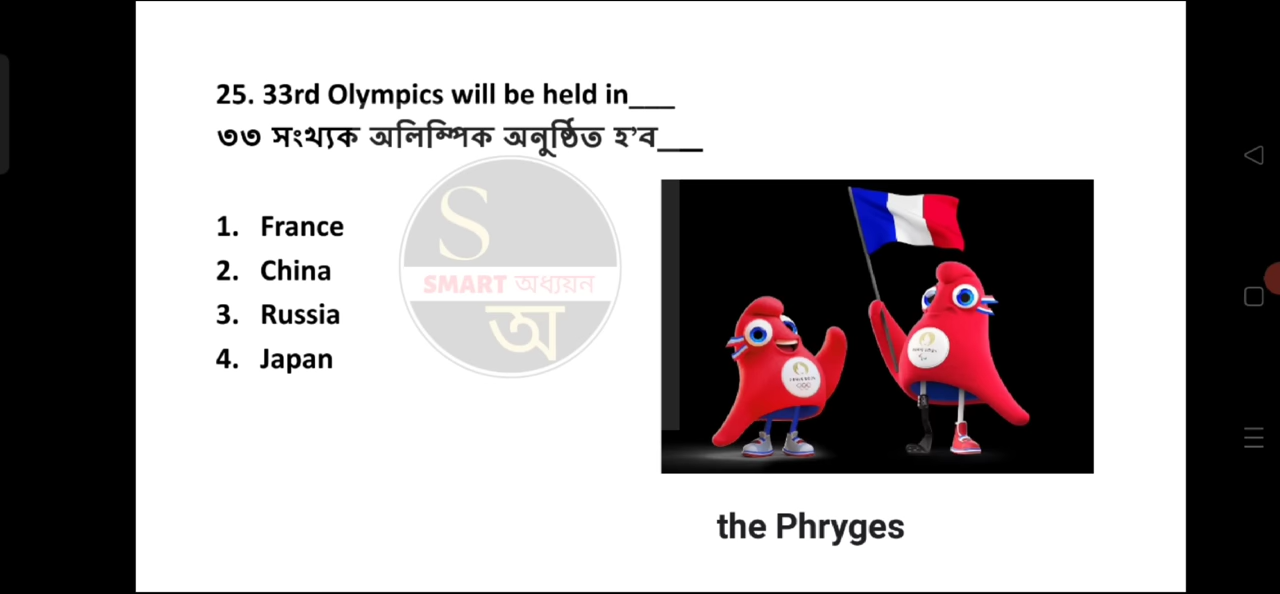 25. 33rd Olympics will be held in___
৩৩ সংখ্যক অলিম্পিক অনুষ্ঠিত হ'ব___
1. France
2. China
3. Russia
4. Japan
S
SMART অধ্যয়ন
অ
the Phryges